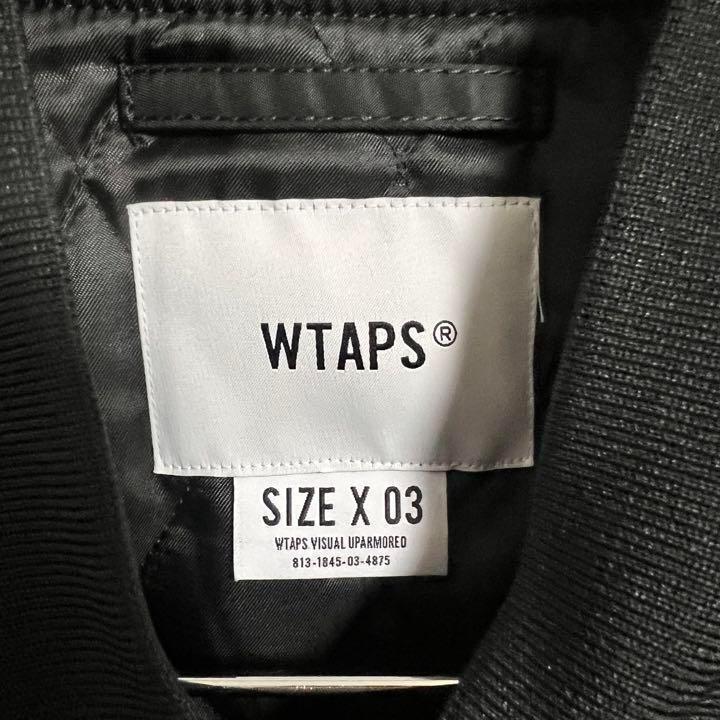 WTAPS®
SIZE X 03
WTAPS VISUAL UPARMORED
813-1845-03-4875